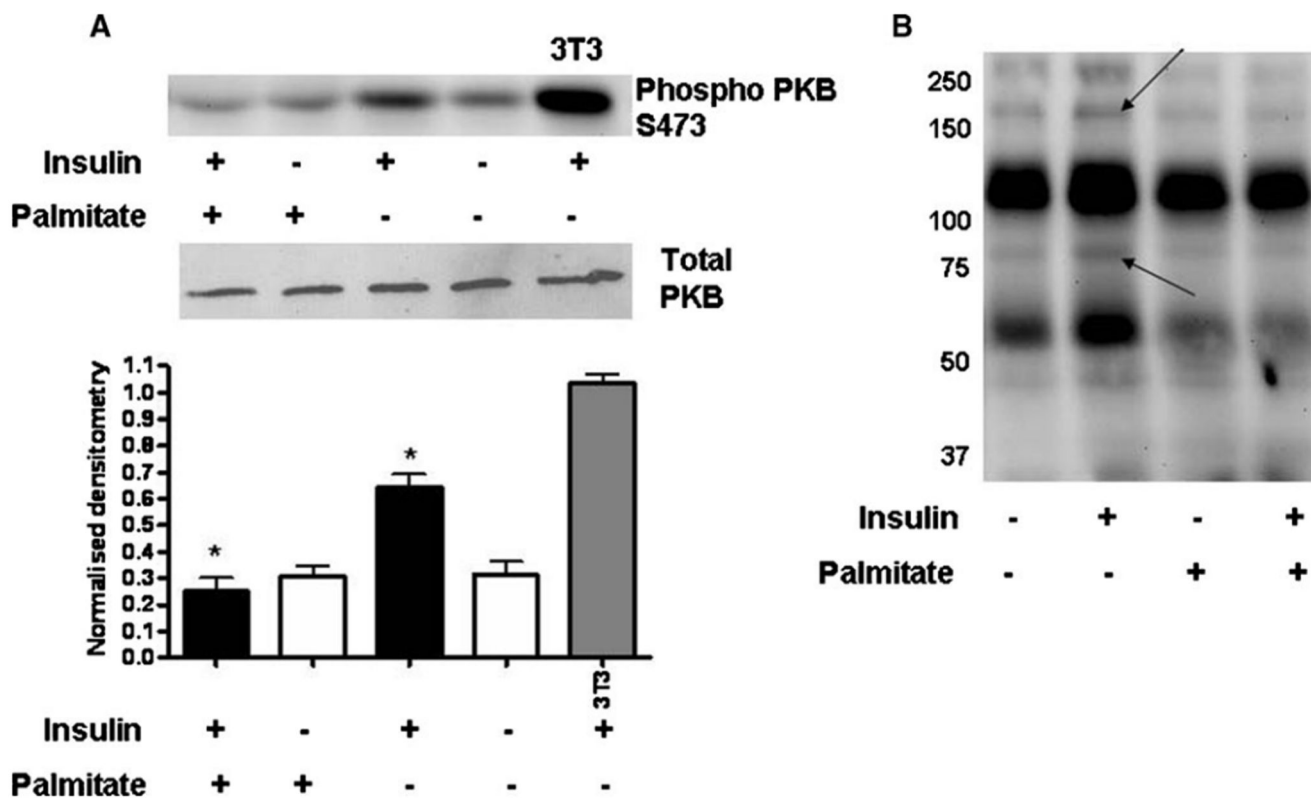 A
3T3
Phospho PKB
S473
Insulin + - + - +
Palmitate + + - - -
Total
PKB
Normalised densitometry
1.1
1.0
0.9
0.8
0.7
0.6
0.5
0.4
0.3
0.2
0.1
0.0
* *
3T3
Insulin + - + - +
Palmitate + + - - -
B
250
150
100
75
50
37
Insulin - + - +
Palmitate - - + +